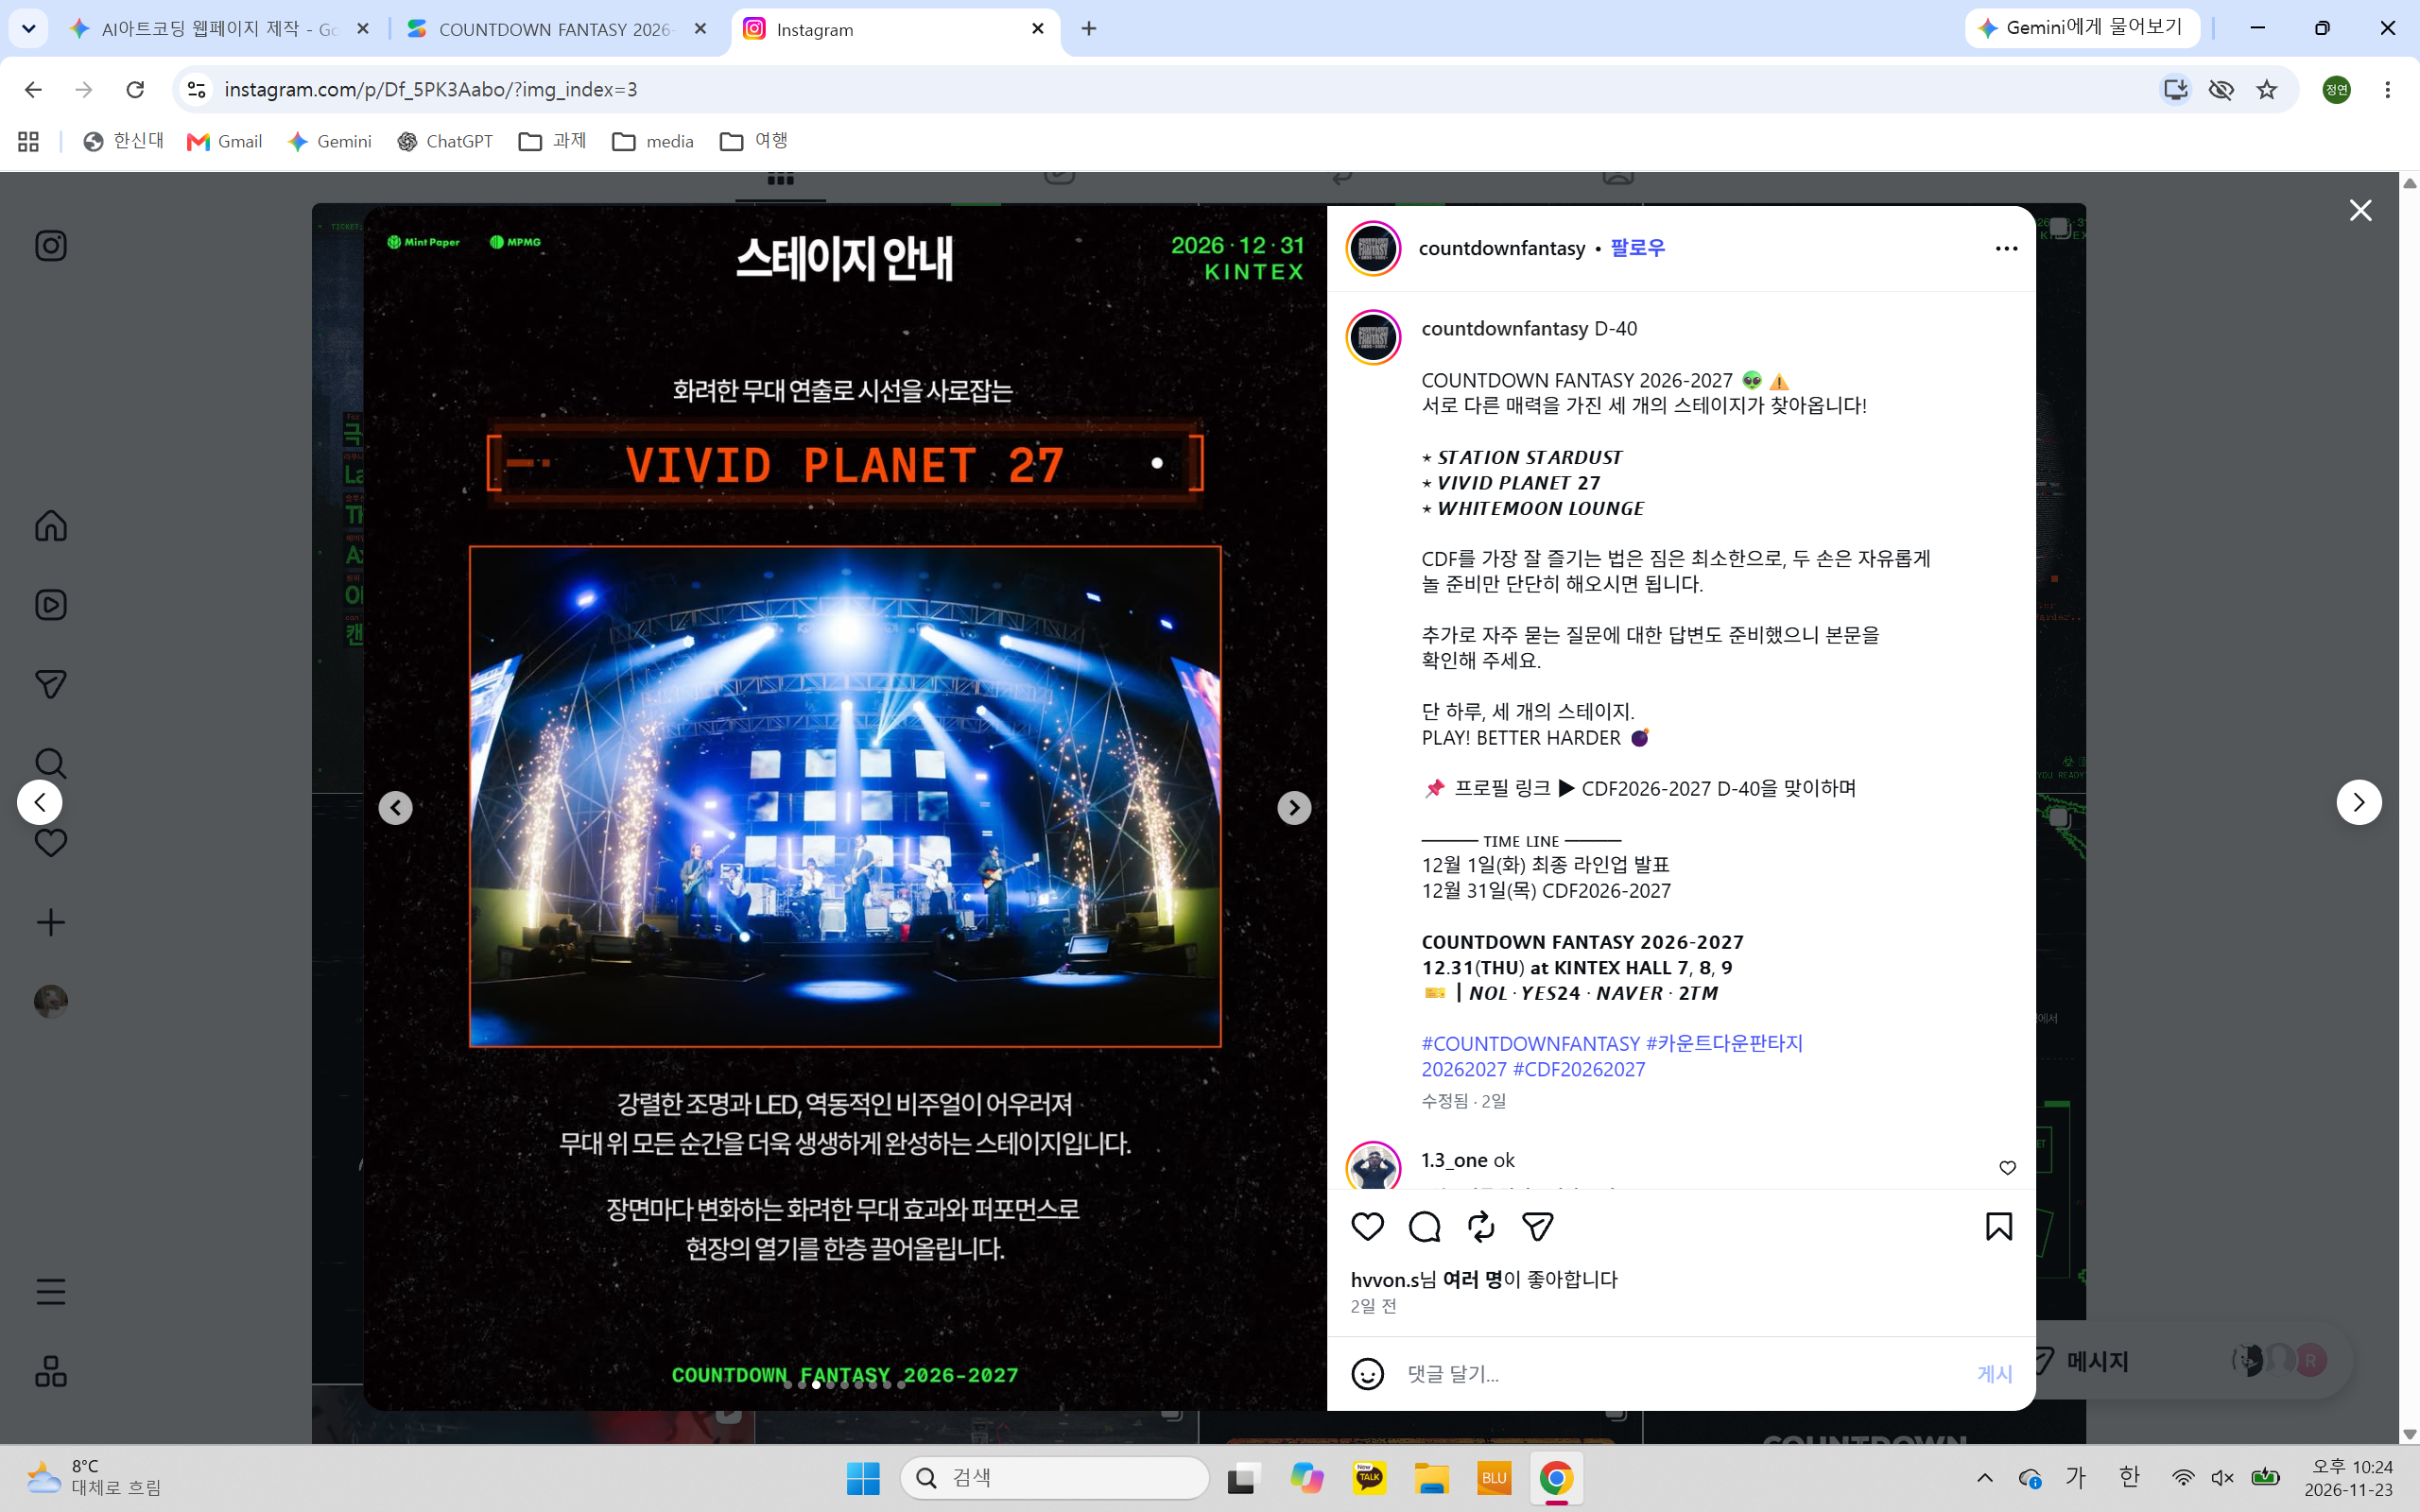 AI아트코딩 웹페이지 제작 - Go
COUNTDOWN FANTASY 2026-
Instagram
Gemini에게 물어보기
instagram.com/p/Df_5PK3Aabo/?img_index=3
정연
한신대
Gmail
Gemini
ChatGPT
과제
media
여행
Mint Paper
MPMG
스테이지 안내
2026·12·31
KINTEX
화려한 무대 연출로 시선을 사로잡는
VIVID PLANET 27
강렬한 조명과 LED, 역동적인 비주얼이 어우러져
무대 위 모든 순간을 더욱 생생하게 완성하는 스테이지입니다.
장면마다 변화하는 화려한 무대 효과와 퍼포먼스로
현장의 열기를 한층 끌어올립니다.
COUNTDOWN FANTASY 2026-2027
countdownfantasy • 팔로우
countdownfantasy D-40
COUNTDOWN FANTASY 2026-2027 👽 ⚠️
서로 다른 매력을 가진 세 개의 스테이지가 찾아옵니다!
⋆ STATION STARDUST
⋆ VIVID PLANET 27
⋆ WHITEMOON LOUNGE
CDF를 가장 잘 즐기는 법은 짐은 최소한으로, 두 손은 자유롭게
놀 준비만 단단히 해오시면 됩니다.
추가로 자주 묻는 질문에 대한 답변도 준비했으니 본문을
확인해 주세요.
단 하루, 세 개의 스테이지.
PLAY! BETTER HARDER 💣
📌 프로필 링크 ▶ CDF2026-2027 D-40을 맞이하며
──── TIME LINE ────
12월 1일(화) 최종 라인업 발표
12월 31일(목) CDF2026-2027
COUNTDOWN FANTASY 2026-2027
12.31(THU) at KINTEX HALL 7, 8, 9
🎫 | NOL · YES24 · NAVER · 2TM
#COUNTDOWNFANTASY #카운트다운판타지
20262027 #CDF20262027
수정됨 · 2일
1.3_one ok
hvvon.s님 여러 명이 좋아합니다
2일 전
댓글 달기...
게시
메시지
R
8°C
대체로 흐림
검색
New
TALK
BLU
가
한
오후 10:24
2026-11-23